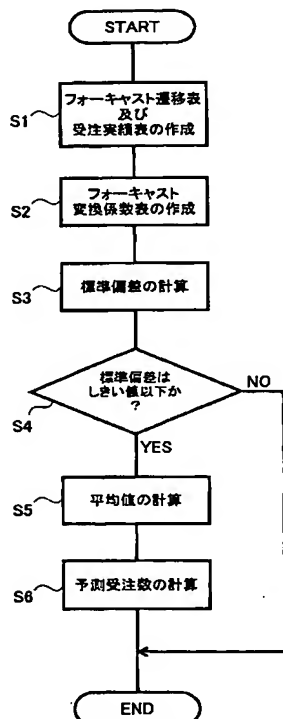 START
S1
フォーキャスト遷移表
及び
受注実績表の作成
S2
フォーキャスト
変換係数表の作成
S3
標準偏差の計算
標準偏差は
しきい値以下か
?
NO
S4
YES
S5
平均値の計算
S6
予測受注数の計算
END